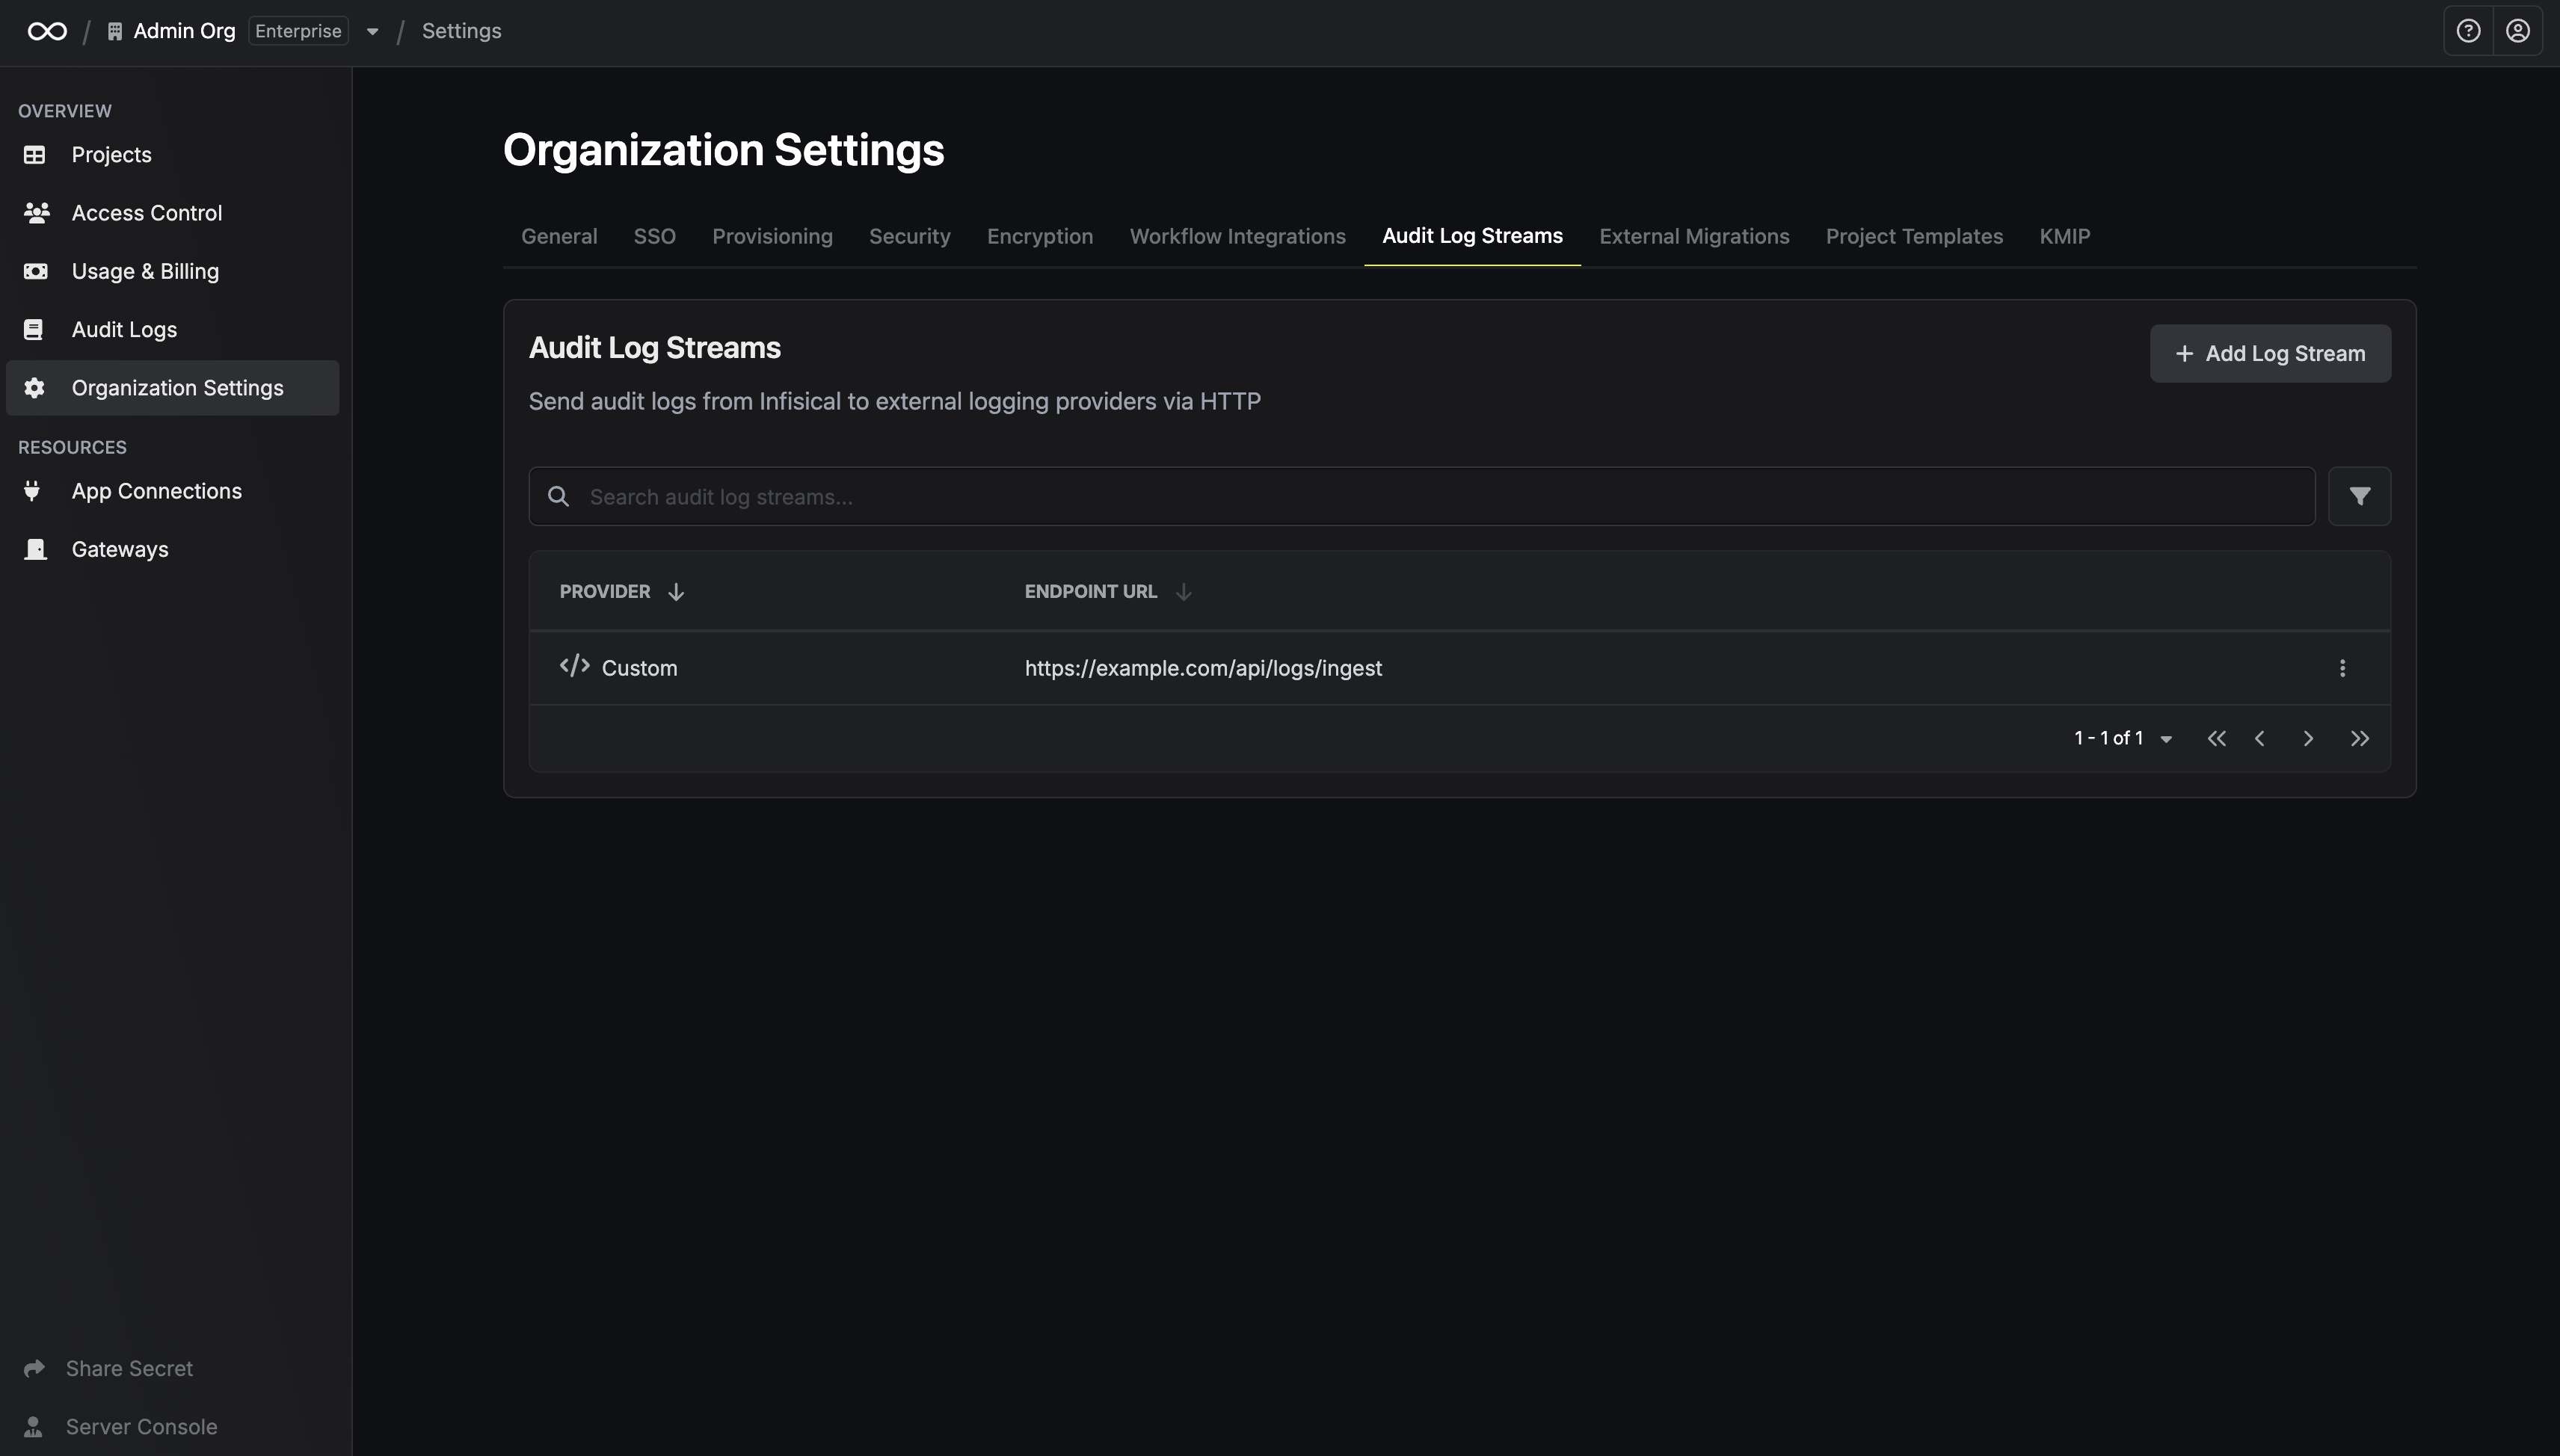 / Admin Org Enterprise / Settings
OVERVIEW
Projects
Access Control
Usage & Billing
Audit Logs
Organization Settings
RESOURCES
App Connections
Gateways
Share Secret
Server Console
Organization Settings
General SSO Provisioning Security Encryption Workflow Integrations Audit Log Streams External Migrations Project Templates KMIP
Audit Log Streams
+ Add Log Stream
Send audit logs from Infisical to external logging providers via HTTP
Search audit log streams...
PROVIDER ENDPOINT URL
</> Custom https://example.com/api/logs/ingest
1 - 1 of 1